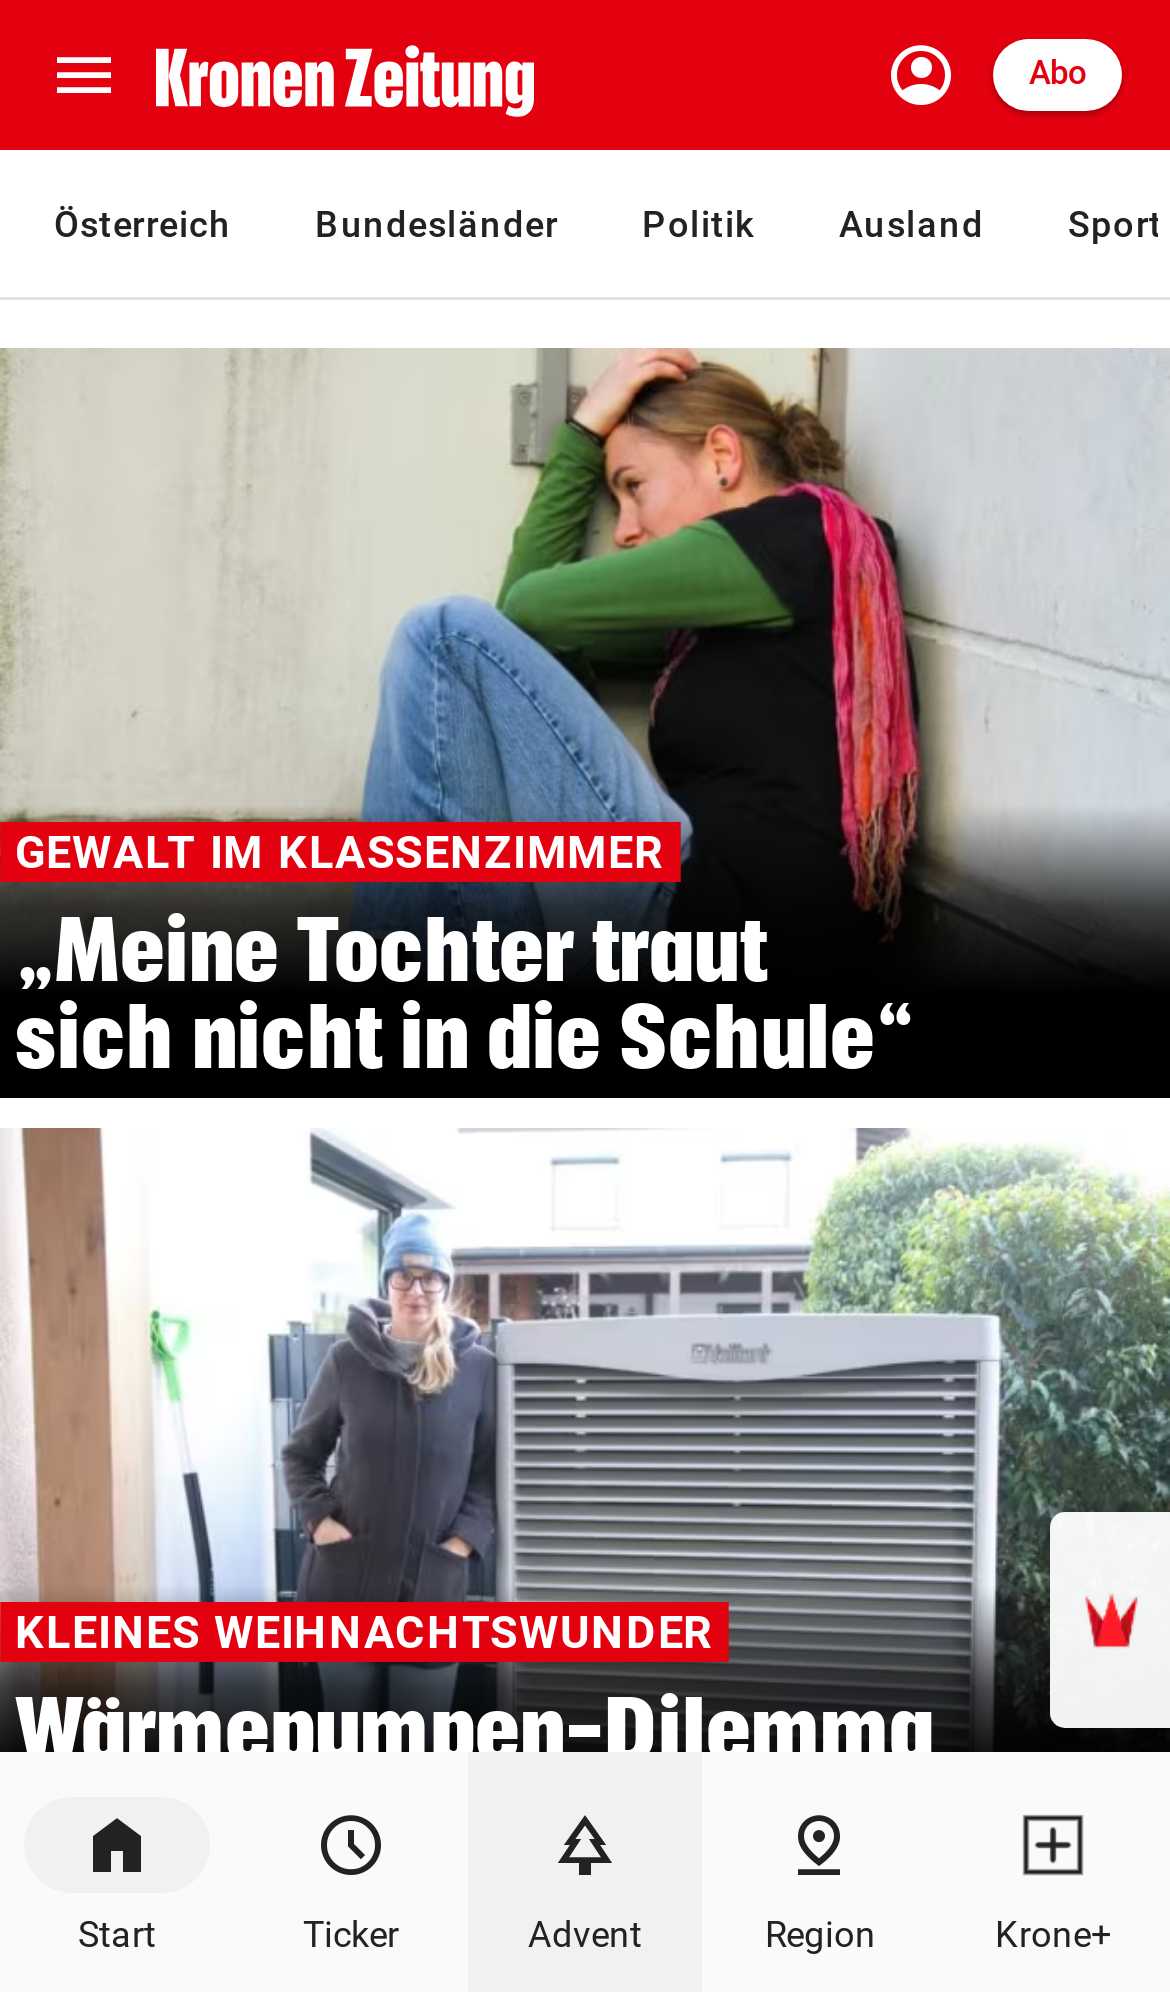 Kronen Zeitung
Abo
Österreich Bundesländer Politik Ausland Sport
GEWALT IM KLASSENZIMMER
„Meine Tochter traut
sich nicht in die Schule“
Vaillant
KLEINES WEIHNACHTSWUNDER
Wärmepumpen-Dilemma
Start Ticker Advent Region Krone+